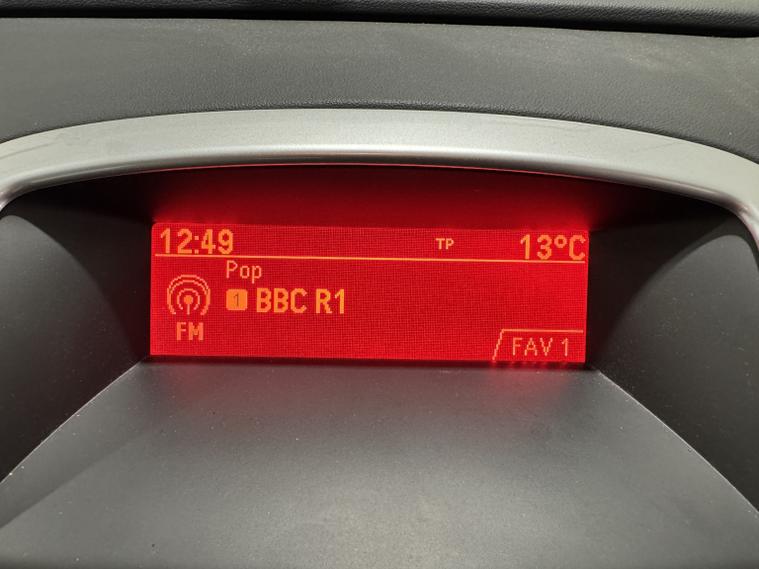 12:49 TP 13°C
Pop
1 BBC R1
FM
FAV 1